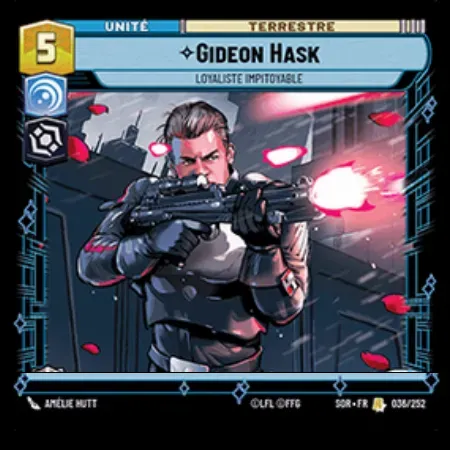 UNITÉ
TERRESTRE
5
GIDEON HASK
LOYALISTE IMPITOYABLE
AMÉLIE HUTT
©LFL ©FFG
SOR • FR
036/252